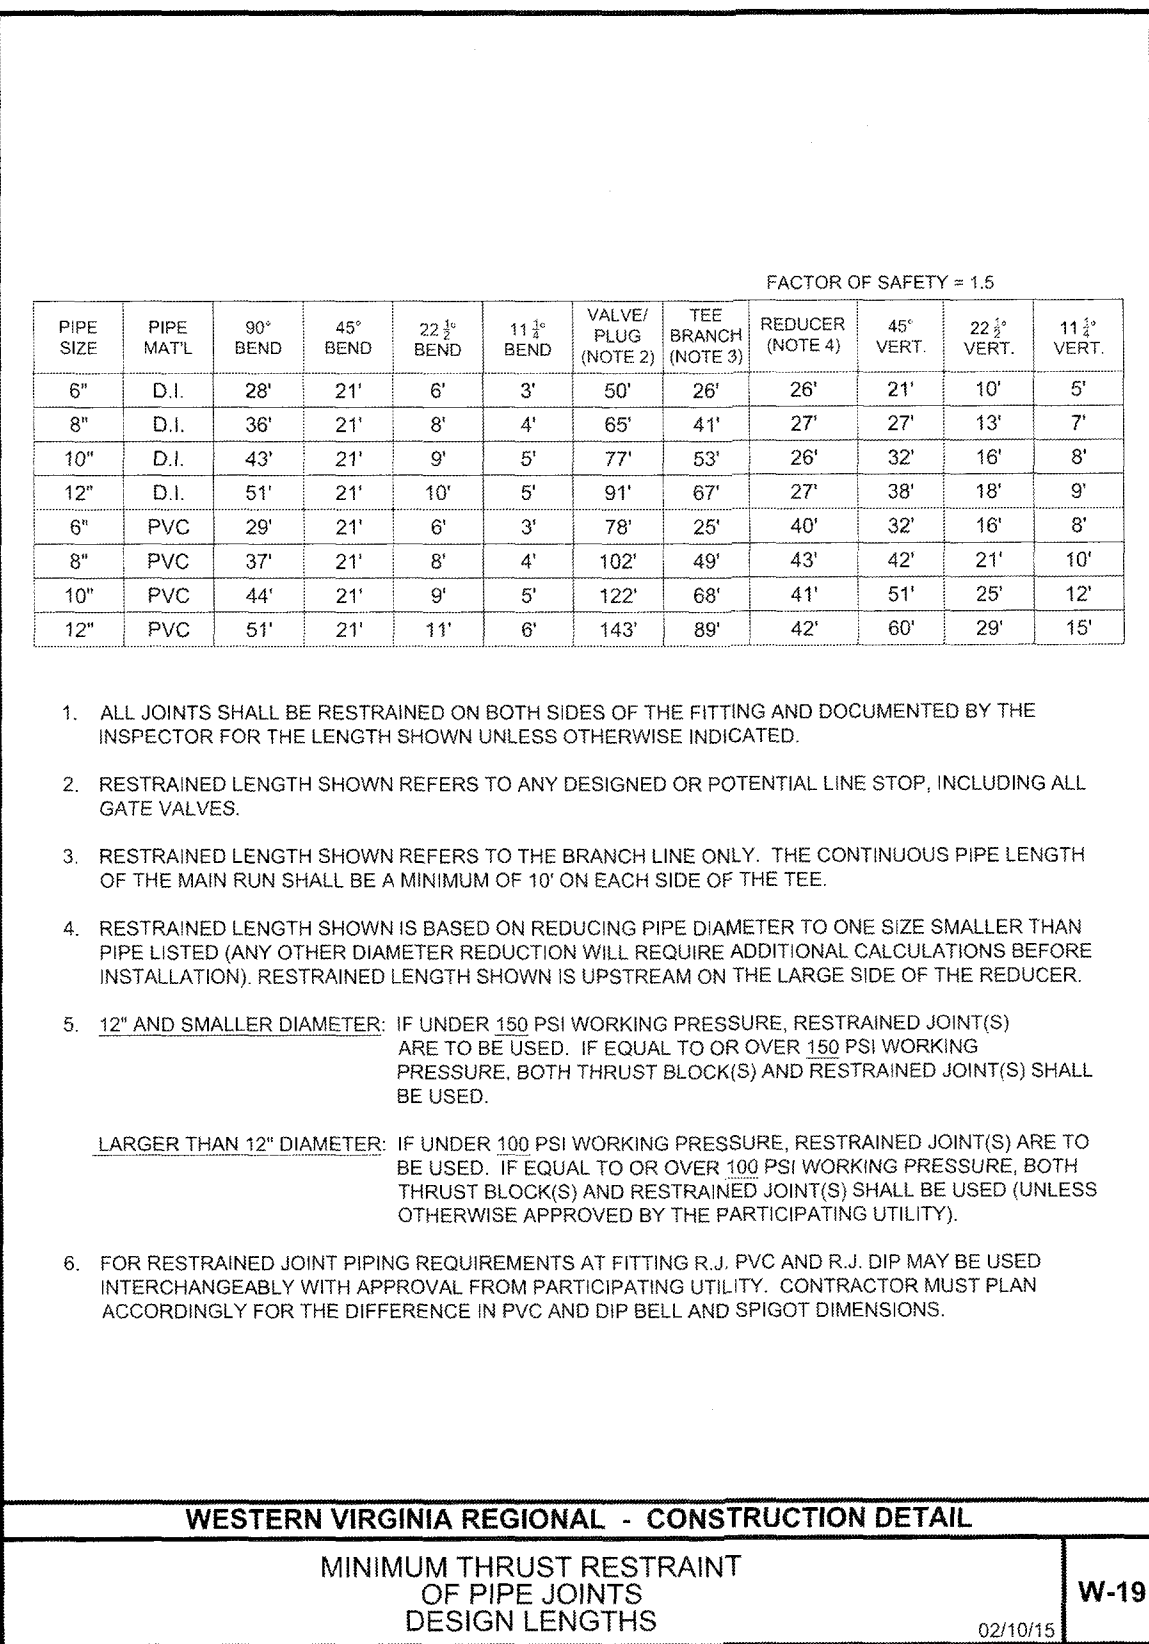 FACTOR OF SAFETY = 1.5
PIPE SIZE | PIPE MAT'L | 90° BEND | 45° BEND | 22 1/2° BEND | 11 1/4° BEND | VALVE/ PLUG (NOTE 2) | TEE BRANCH (NOTE 3) | REDUCER (NOTE 4) | 45° VERT. | 22 1/2° VERT. | 11 1/4° VERT.
6" | D.I. | 28' | 21' | 6' | 3' | 50' | 26' | 26' | 21' | 10' | 5'
8" | D.I. | 36' | 21' | 8' | 4' | 65' | 41' | 27' | 27' | 13' | 7'
10" | D.I. | 43' | 21' | 9' | 5' | 77' | 53' | 26' | 32' | 16' | 8'
12" | D.I. | 51' | 21' | 10' | 5' | 91' | 67' | 27' | 38' | 18' | 9'
6" | PVC | 29' | 21' | 6' | 3' | 78' | 25' | 40' | 32' | 16' | 8'
8" | PVC | 37' | 21' | 8' | 4' | 102' | 49' | 43' | 42' | 21' | 10'
10" | PVC | 44' | 21' | 9' | 5' | 122' | 68' | 41' | 51' | 25' | 12'
12" | PVC | 51' | 21' | 11' | 6' | 143' | 89' | 42' | 60' | 29' | 15'
1. ALL JOINTS SHALL BE RESTRAINED ON BOTH SIDES OF THE FITTING AND DOCUMENTED BY THE
INSPECTOR FOR THE LENGTH SHOWN UNLESS OTHERWISE INDICATED.
2. RESTRAINED LENGTH SHOWN REFERS TO ANY DESIGNED OR POTENTIAL LINE STOP, INCLUDING ALL
GATE VALVES.
3. RESTRAINED LENGTH SHOWN REFERS TO THE BRANCH LINE ONLY. THE CONTINUOUS PIPE LENGTH
OF THE MAIN RUN SHALL BE A MINIMUM OF 10' ON EACH SIDE OF THE TEE.
4. RESTRAINED LENGTH SHOWN IS BASED ON REDUCING PIPE DIAMETER TO ONE SIZE SMALLER THAN
PIPE LISTED (ANY OTHER DIAMETER REDUCTION WILL REQUIRE ADDITIONAL CALCULATIONS BEFORE
INSTALLATION). RESTRAINED LENGTH SHOWN IS UPSTREAM ON THE LARGE SIDE OF THE REDUCER.
5. 12" AND SMALLER DIAMETER: IF UNDER 150 PSI WORKING PRESSURE, RESTRAINED JOINT(S)
ARE TO BE USED. IF EQUAL TO OR OVER 150 PSI WORKING
PRESSURE, BOTH THRUST BLOCK(S) AND RESTRAINED JOINT(S) SHALL
BE USED.
LARGER THAN 12" DIAMETER: IF UNDER 100 PSI WORKING PRESSURE, RESTRAINED JOINT(S) ARE TO
BE USED. IF EQUAL TO OR OVER 100 PSI WORKING PRESSURE, BOTH
THRUST BLOCK(S) AND RESTRAINED JOINT(S) SHALL BE USED (UNLESS
OTHERWISE APPROVED BY THE PARTICIPATING UTILITY).
6. FOR RESTRAINED JOINT PIPING REQUIREMENTS AT FITTING R.J. PVC AND R.J. DIP MAY BE USED
INTERCHANGEABLY WITH APPROVAL FROM PARTICIPATING UTILITY. CONTRACTOR MUST PLAN
ACCORDINGLY FOR THE DIFFERENCE IN PVC AND DIP BELL AND SPIGOT DIMENSIONS.
WESTERN VIRGINIA REGIONAL - CONSTRUCTION DETAIL
MINIMUM THRUST RESTRAINT
OF PIPE JOINTS
DESIGN LENGTHS
02/10/15
W-19